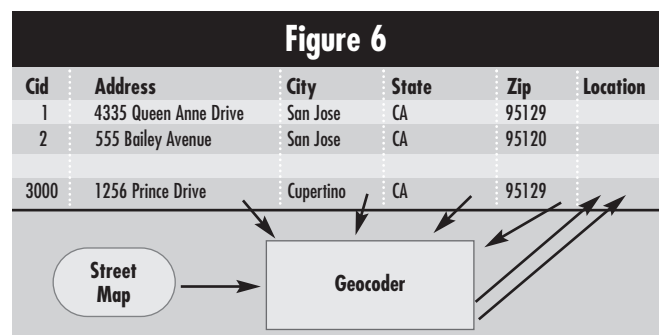 Figure 6
Cid Address City State Zip Location
1 4335 Queen Anne Drive San Jose CA 95129
2 555 Bailey Avenue San Jose CA 95120
3000 1256 Prince Drive Cupertino CA 95129
Street
Map
Geocoder